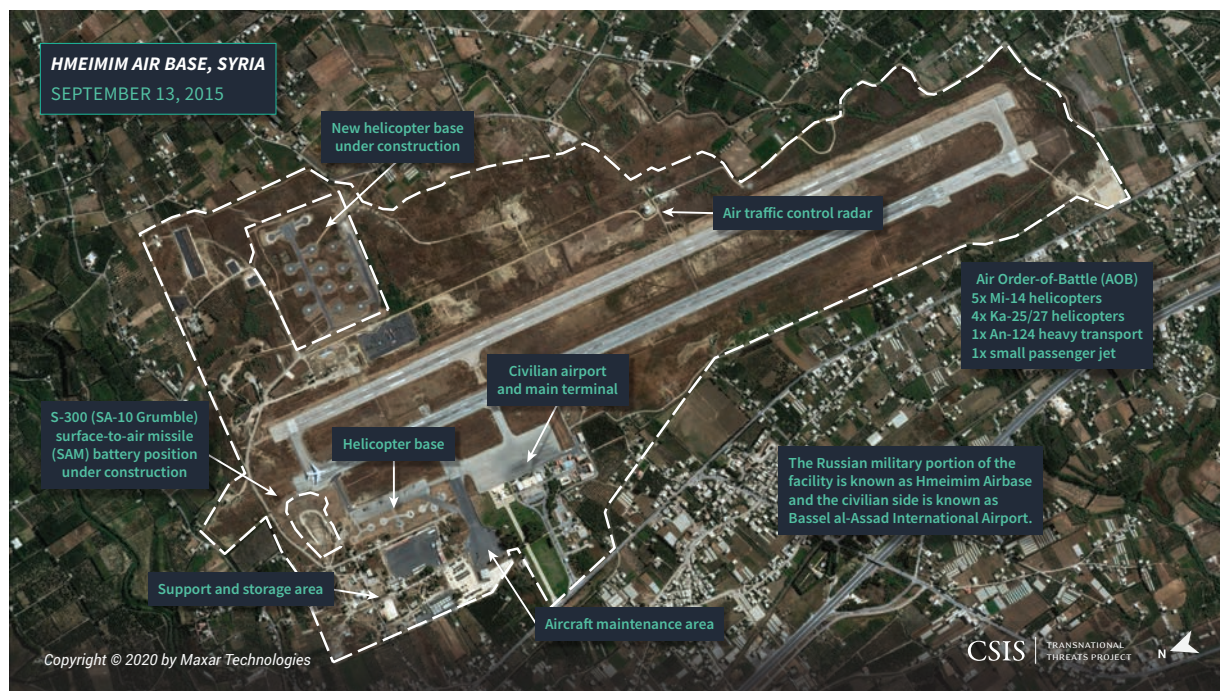 HMEIMIM AIR BASE, SYRIA
SEPTEMBER 13, 2015
New helicopter base
under construction
Air traffic control radar
Air Order-of-Battle (AOB)
5x Mi-14 helicopters
4x Ka-25/27 helicopters
1x An-124 heavy transport
1x small passenger jet
Civilian airport
and main terminal
S-300 (SA-10 Grumble)
surface-to-air missile
(SAM) battery position
under construction
Helicopter base
The Russian military portion of the
facility is known as Hmeimim Airbase
and the civilian side is known as
Bassel al-Assad International Airport.
Support and storage area
Aircraft maintenance area
Copyright © 2020 by Maxar Technologies
CSIS
TRANSNATIONAL
THREATS PROJECT
N